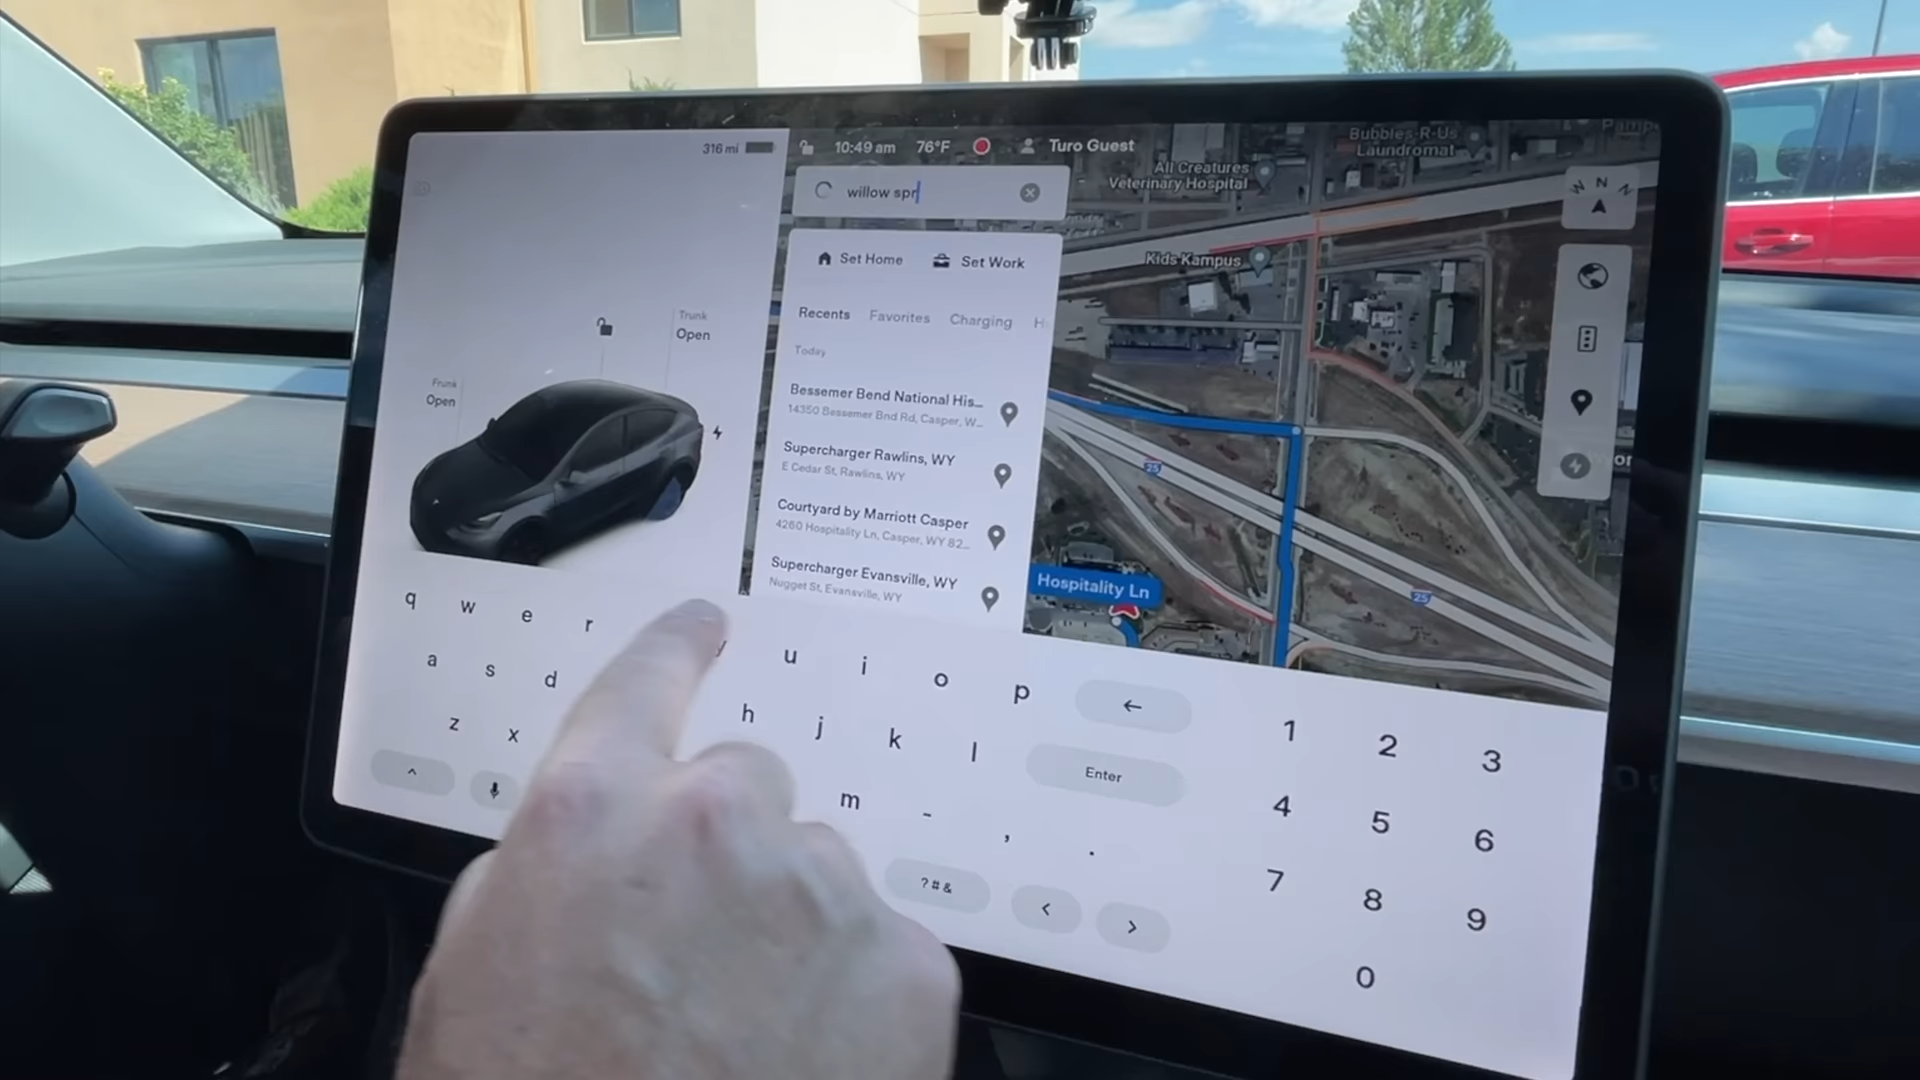 316 mi
10:49 am 76°F Turo Guest
willow spr
Set Home Set Work
Recents Favorites Charging H
Today
Bessemer Bend National His...
14350 Bessemer Bnd Rd, Casper, W...
Supercharger Rawlins, WY
E Cedar St, Rawlins, WY
Courtyard by Marriott Casper
4260 Hospitality Ln, Casper, WY 82...
Supercharger Evansville, WY
Nugget St, Evansville, WY
Trunk
Open
Frunk
Open
Bubbles-R-Us
Laundromat
All Creatures
Veterinary Hospital
Kids Kampus
25
25
Hospitality Ln
N
q w e r y u i o p
a s d h j k l Enter
z x m - , .
?#& < >
1 2 3
4 5 6
7 8 9
0